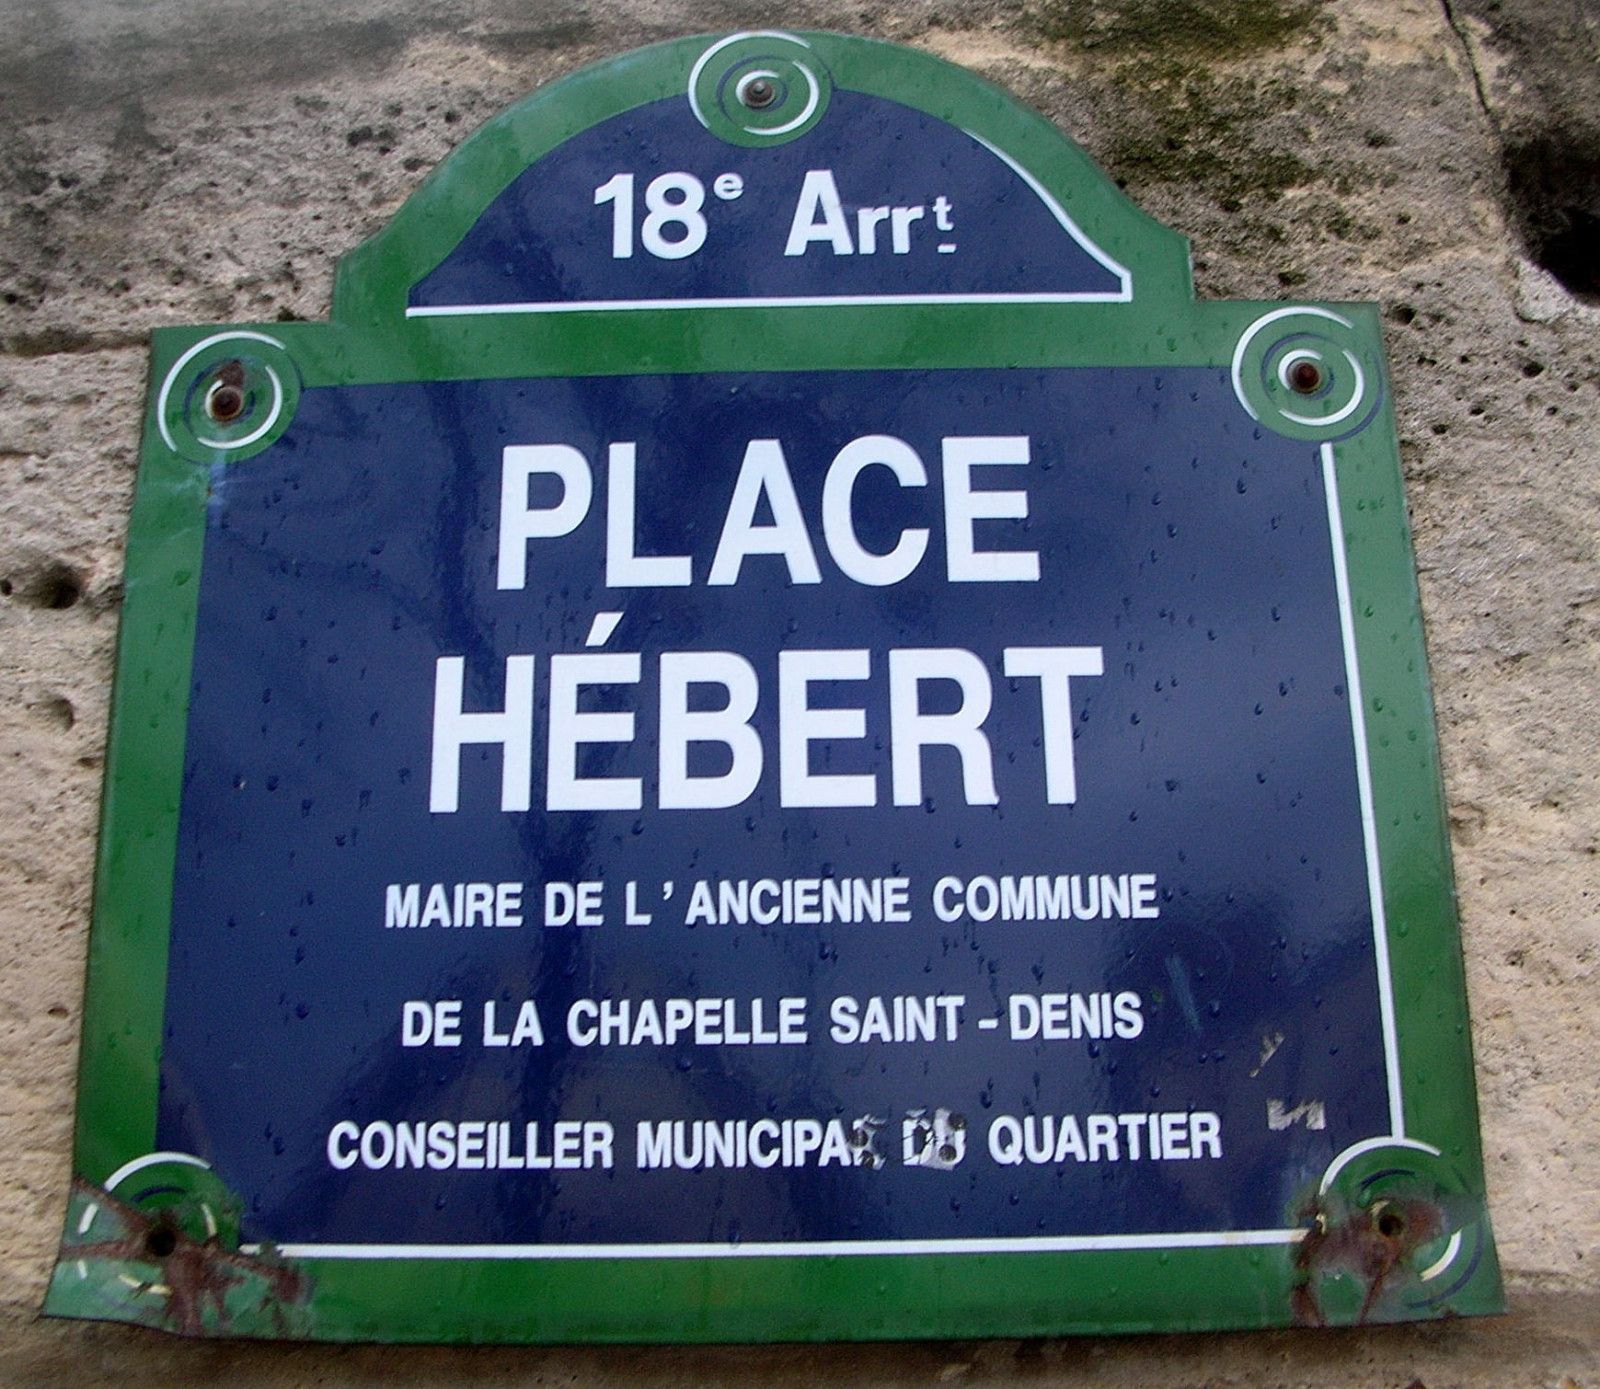 18e Arrt
PLACE
HÉBERT
MAIRE DE L'ANCIENNE COMMUNE
DE LA CHAPELLE SAINT-DENIS
CONSEILLER MUNICIPAL DU QUARTIER